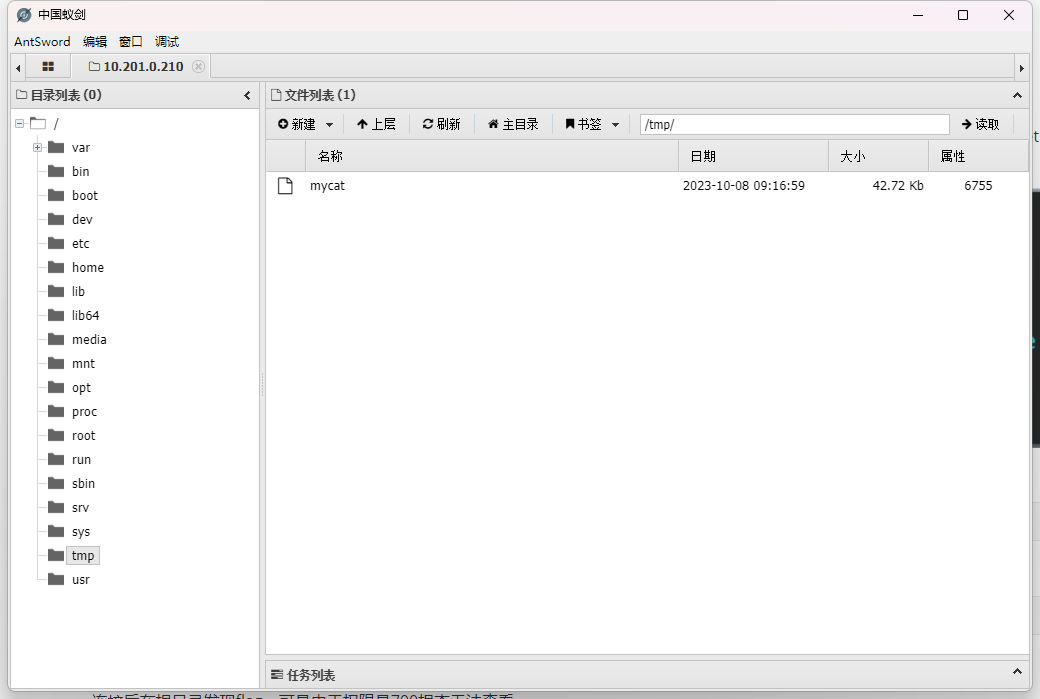 中国蚁剑
AntSword 编辑 窗口 调试
10.201.0.210
目录列表 (0)
/
var
bin
boot
dev
etc
home
lib
lib64
media
mnt
opt
proc
root
run
sbin
srv
sys
tmp
usr
文件列表 (1)
新建 上层 刷新 主目录 书签 /tmp/ 读取
名称 日期 大小 属性
mycat 2023-10-08 09:16:59 42.72 Kb 6755
任务列表